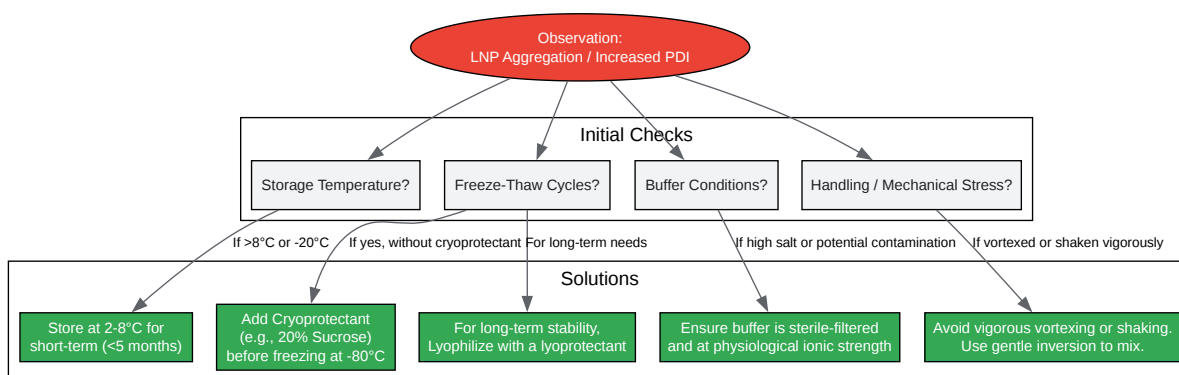 Observation:
LNP Aggregation / Increased PDI
Initial Checks
Storage Temperature?
Freeze-Thaw Cycles?
Buffer Conditions?
Handling / Mechanical Stress?
If >8°C or -20°C
If yes, without cryoprotectant
For long-term needs
If high salt or potential contamination
If vortexed or shaken vigorously
Solutions
Store at 2-8°C for
short-term (<5 months)
Add Cryoprotectant
(e.g., 20% Sucrose)
before freezing at -80°C
For long-term stability,
Lyophilize with a lyoprotectant
Ensure buffer is sterile-filtered
and at physiological ionic strength
Avoid vigorous vortexing or shaking.
Use gentle inversion to mix.